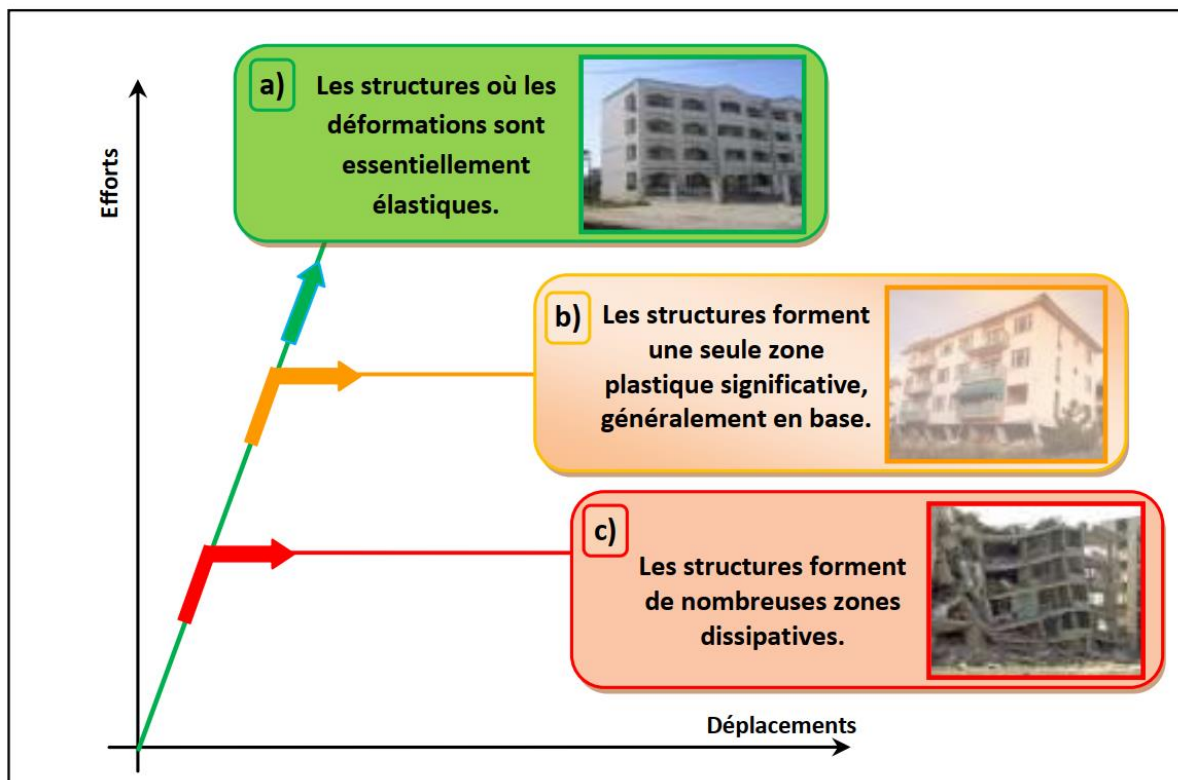 a)
Les structures où les
déformations sont
essentiellement
élastiques.
Efforts
b)
Les structures forment
une seule zone
plastique significative,
généralement en base.
c)
Les structures forment
de nombreuses zones
dissipatives.
Déplacements